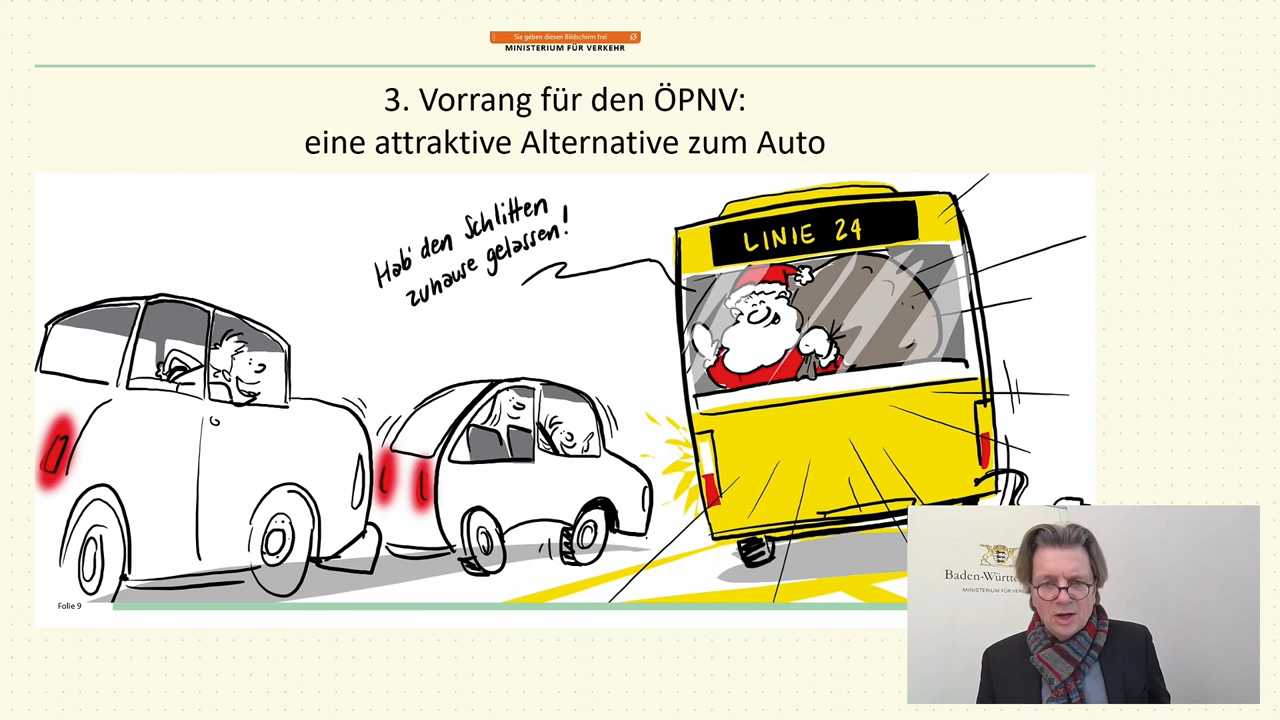 Sie geben diesen Bildschirm frei
MINISTERIUM FÜR VERKEHR
3. Vorrang für den ÖPNV:
eine attraktive Alternative zum Auto
Hab' den Schlitten
zuhause gelassen!
LINIE 24
Folie 9
Baden-Württe
MINISTERIUM FÜR VER